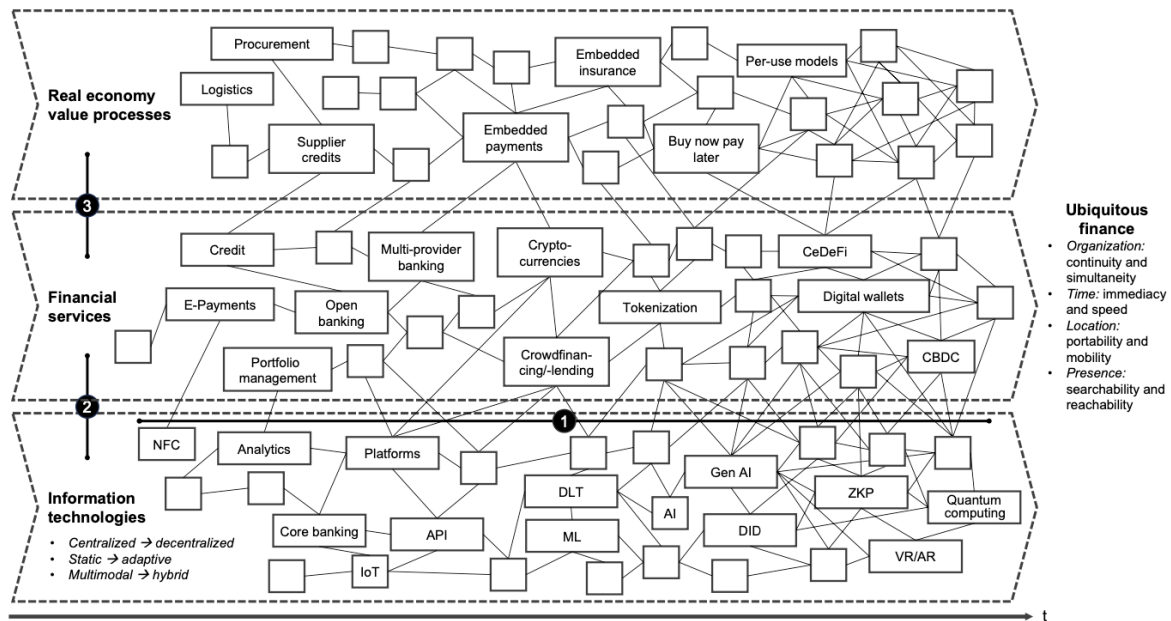 Real economy
value processes
Procurement
Logistics
Supplier
credits
Embedded
payments
Embedded
insurance
Per-use models
Buy now pay
later
3
Financial
services
Credit
E-Payments
Open
banking
Multi-provider
banking
Portfolio
management
Crypto-
currencies
Crowdfinan-
cing/-lending
Tokenization
CeDeFi
Digital wallets
CBDC
2
1
Information
technologies
• Centralized → decentralized
• Static → adaptive
• Multimodal → hybrid
NFC
Analytics
Platforms
Core banking
API
IoT
DLT
ML
AI
Gen AI
DID
ZKP
Quantum
computing
VR/AR
t
Ubiquitous
finance
• Organization:
continuity and
simultaneity
• Time: immediacy
and speed
• Location:
portability and
mobility
• Presence:
searchability and
reachability